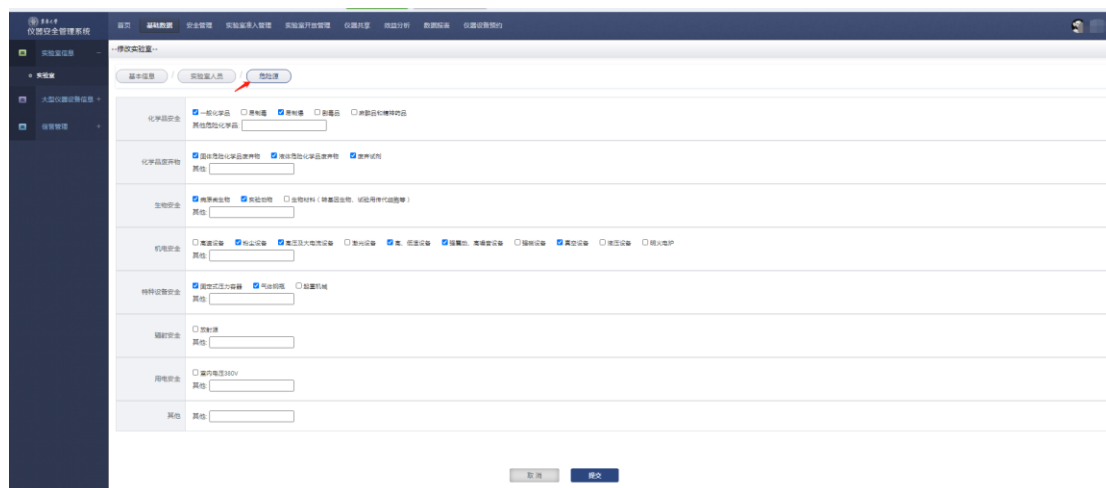 仪器安全管理系统
首页 基础数据 安全管理 实验室准入管理 实验室开放管理 仪器共享 效益分析 数据报表 仪器设备预约
实验室信息
--修改实验室--
实验室
基本信息 / 实验室人员 / 危险源
大型仪器设备信息 +
管理 +
化学品安全
一般化学品 易制毒 易制爆 剧毒品 麻醉品和精神药品
其他危险化学品:
化学品废弃物
固体危险化学品废弃物 液体危险化学品废弃物 废弃试剂
其他:
生物安全
病原微生物 实验动物 生物材料(转基因生物、试验用传代细胞等)
其他:
机电安全
高速设备 粉尘设备 高压及大电流设备 激光设备 高、低温设备 强震动、高噪音设备 强磁设备 真空设备 液压设备 明火电炉
其他:
特种设备安全
固定式压力容器 气体钢瓶 起重机械
其他:
辐射安全
放射源
其他:
用电安全
室内电压380V
其他:
其他 其他:
取消 提交